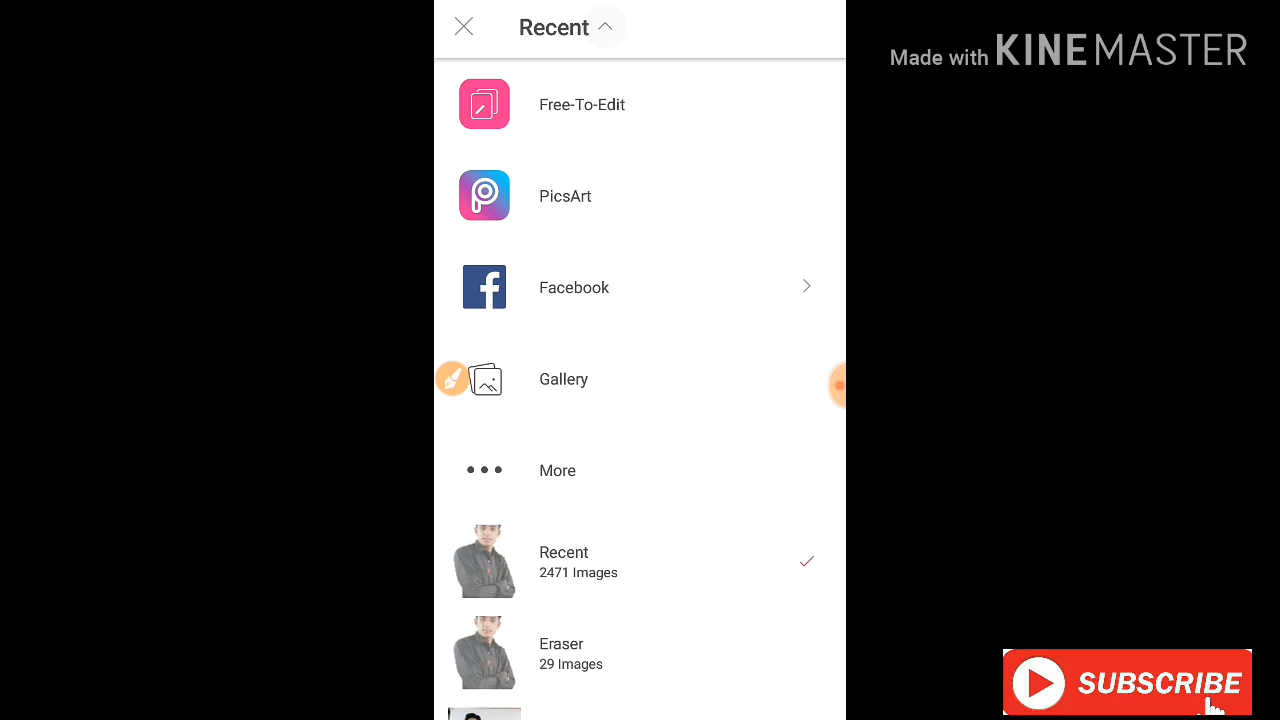 Recent
Made with KINEMASTER
Free-To-Edit
PicsArt
Facebook
Gallery
More
Recent
2471 Images
Eraser
29 Images
SUBSCRIBE